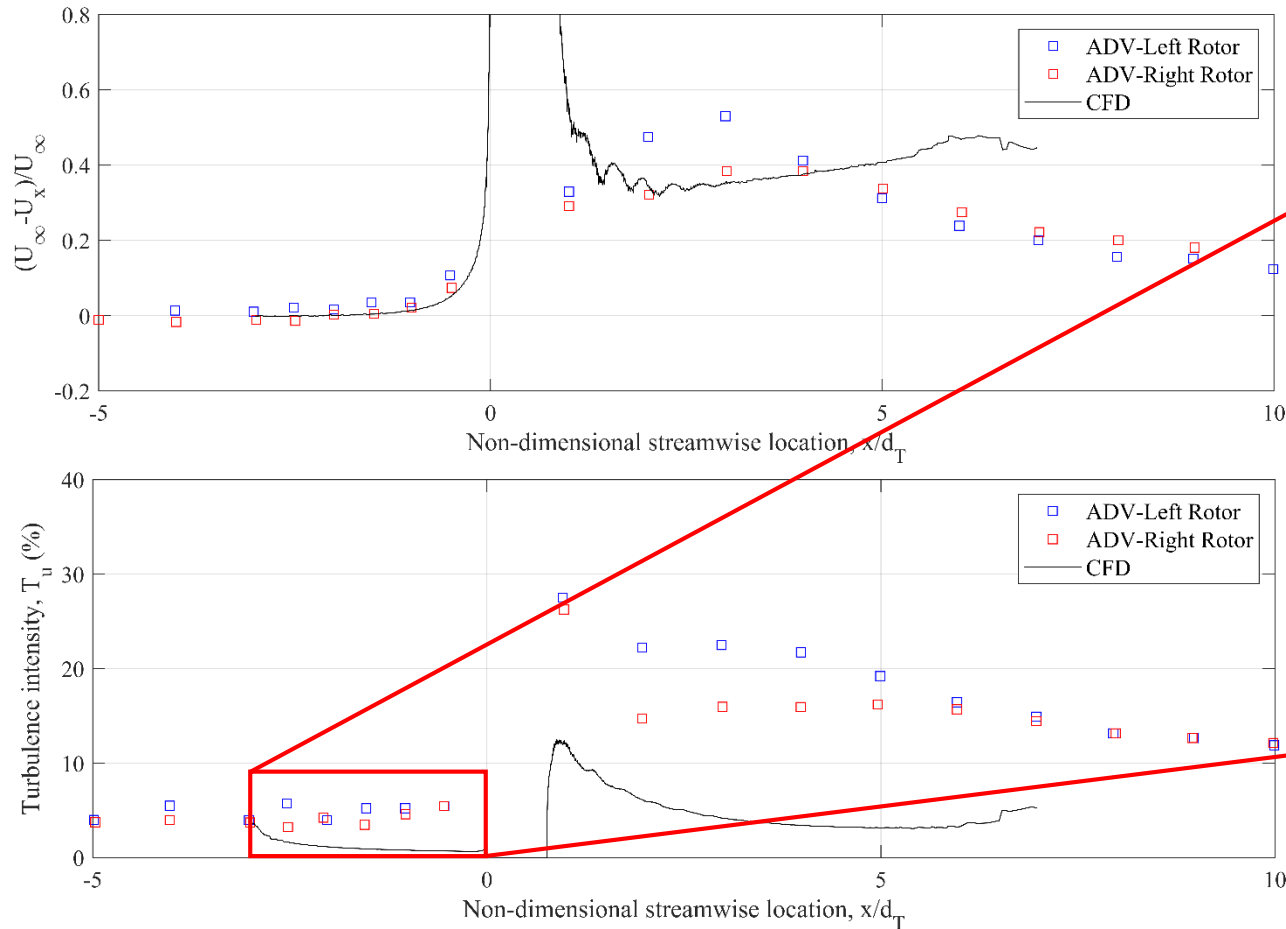 0.8
0.6
0.4
0.2
0
-0.2
(U∞ -Ux)/U∞
ADV-Left Rotor
ADV-Right Rotor
CFD
-5
0
5
10
Non-dimensional streamwise location, x/dT
40
30
20
10
0
Turbulence intensity, Tu (%)
ADV-Left Rotor
ADV-Right Rotor
CFD
-5
0
5
10
Non-dimensional streamwise location, x/dT